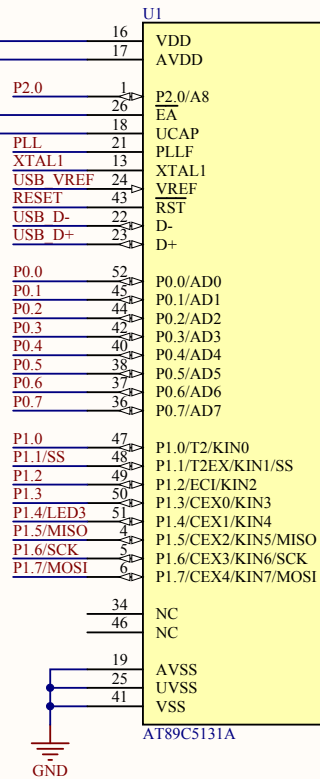 U1
16 VDD
17 AVDD
P2.0 1 P2.0/A8
26 EA
18 UCAP
PLL 21 PLLF
XTAL1 13 XTAL1
USB_VREF 24 VREF
RESET 43 RST
USB_D- 22 D-
USB_D+ 23 D+
P0.0 52 P0.0/AD0
P0.1 45 P0.1/AD1
P0.2 44 P0.2/AD2
P0.3 42 P0.3/AD3
P0.4 40 P0.4/AD4
P0.5 38 P0.5/AD5
P0.6 37 P0.6/AD6
P0.7 36 P0.7/AD7
P1.0 47 P1.0/T2/KIN0
P1.1/SS 48 P1.1/T2EX/KIN1/SS
P1.2 49 P1.2/ECI/KIN2
P1.3 50 P1.3/CEX0/KIN3
P1.4/LED3 51 P1.4/CEX1/KIN4
P1.5/MISO 4 P1.5/CEX2/KIN5/MISO
P1.6/SCK 5 P1.6/CEX3/KIN6/SCK
P1.7/MOSI 6 P1.7/CEX4/KIN7/MOSI
34 NC
46 NC
19 AVSS
25 UVSS
41 VSS
AT89C5131A
GND